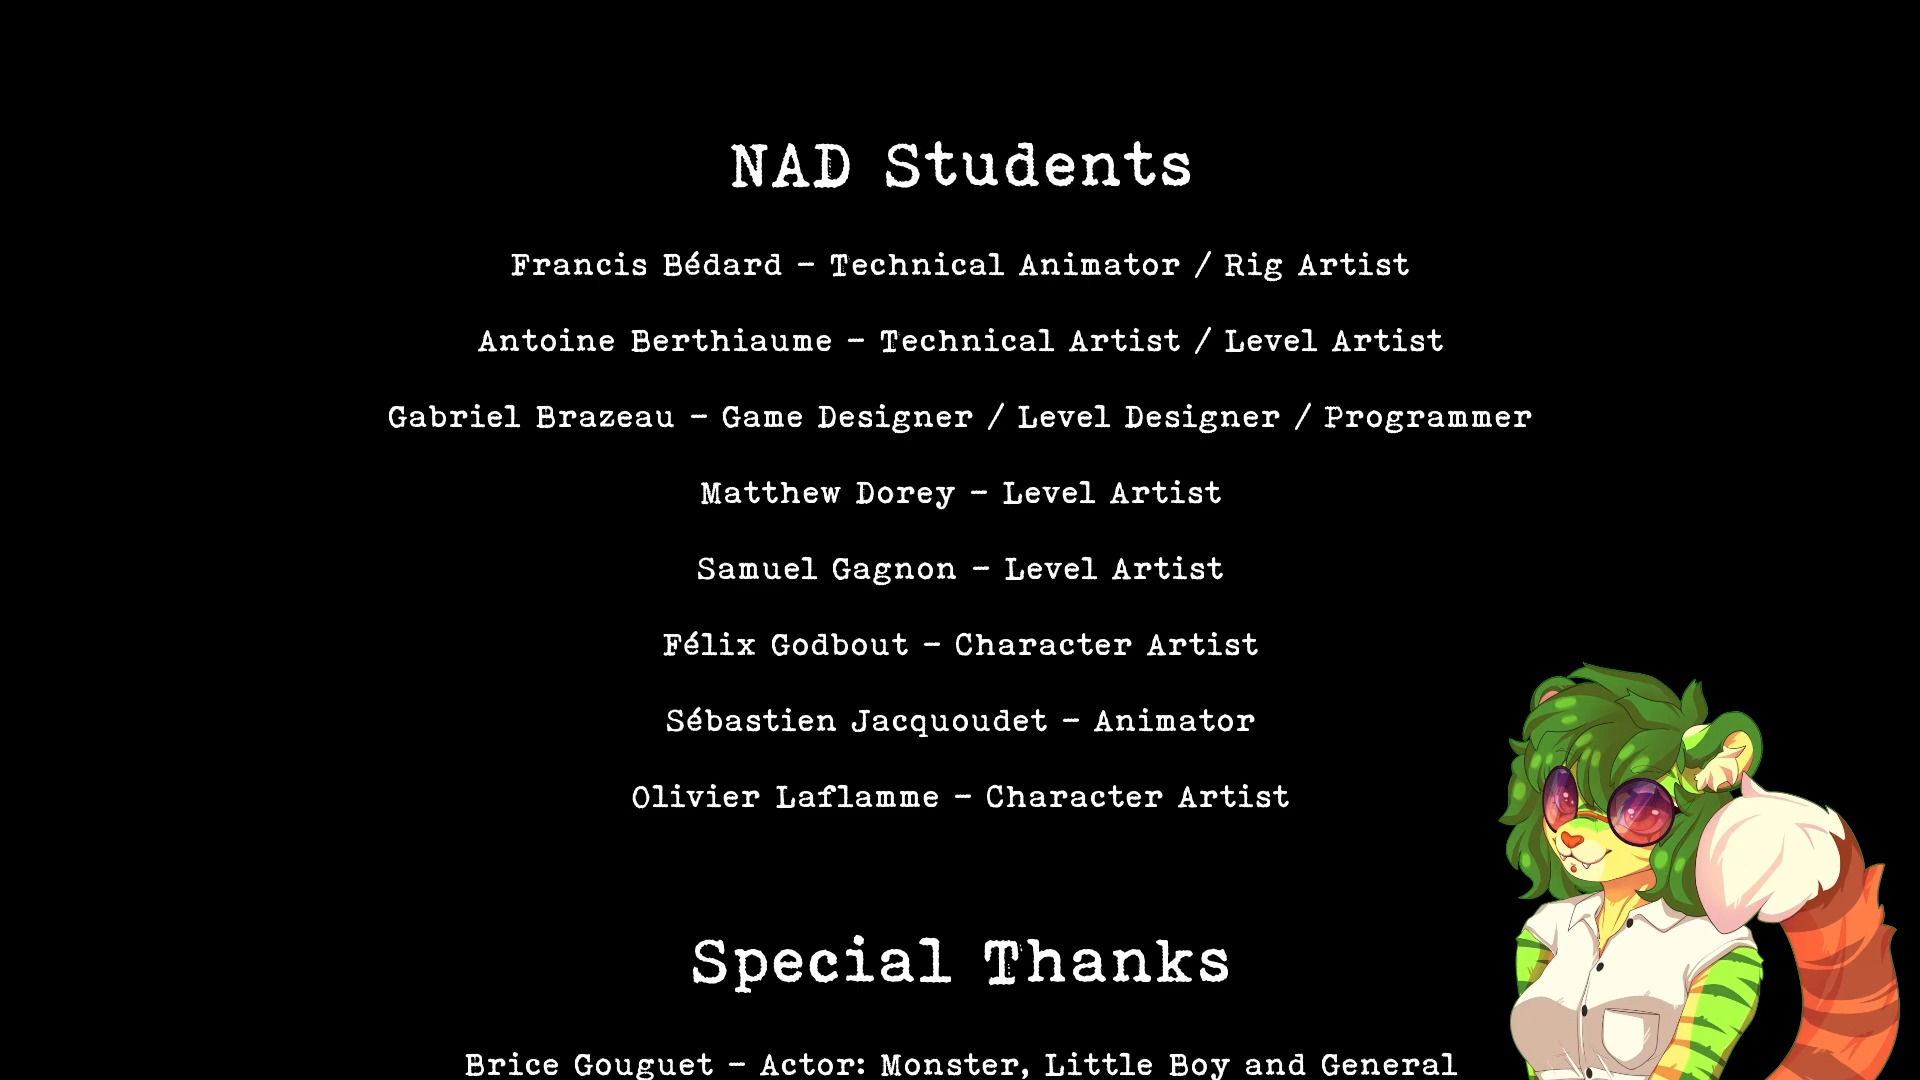 NAD Students
Francis Bédard - Technical Animator / Rig Artist
Antoine Berthiaume - Technical Artist / Level Artist
Gabriel Brazeau - Game Designer / Level Designer / Programmer
Matthew Dorey - Level Artist
Samuel Gagnon - Level Artist
Félix Godbout - Character Artist
Sébastien Jacquoudet - Animator
Olivier Laflamme - Character Artist
Special Thanks
Brice Gouguet - Actor: Monster, Little Boy and General